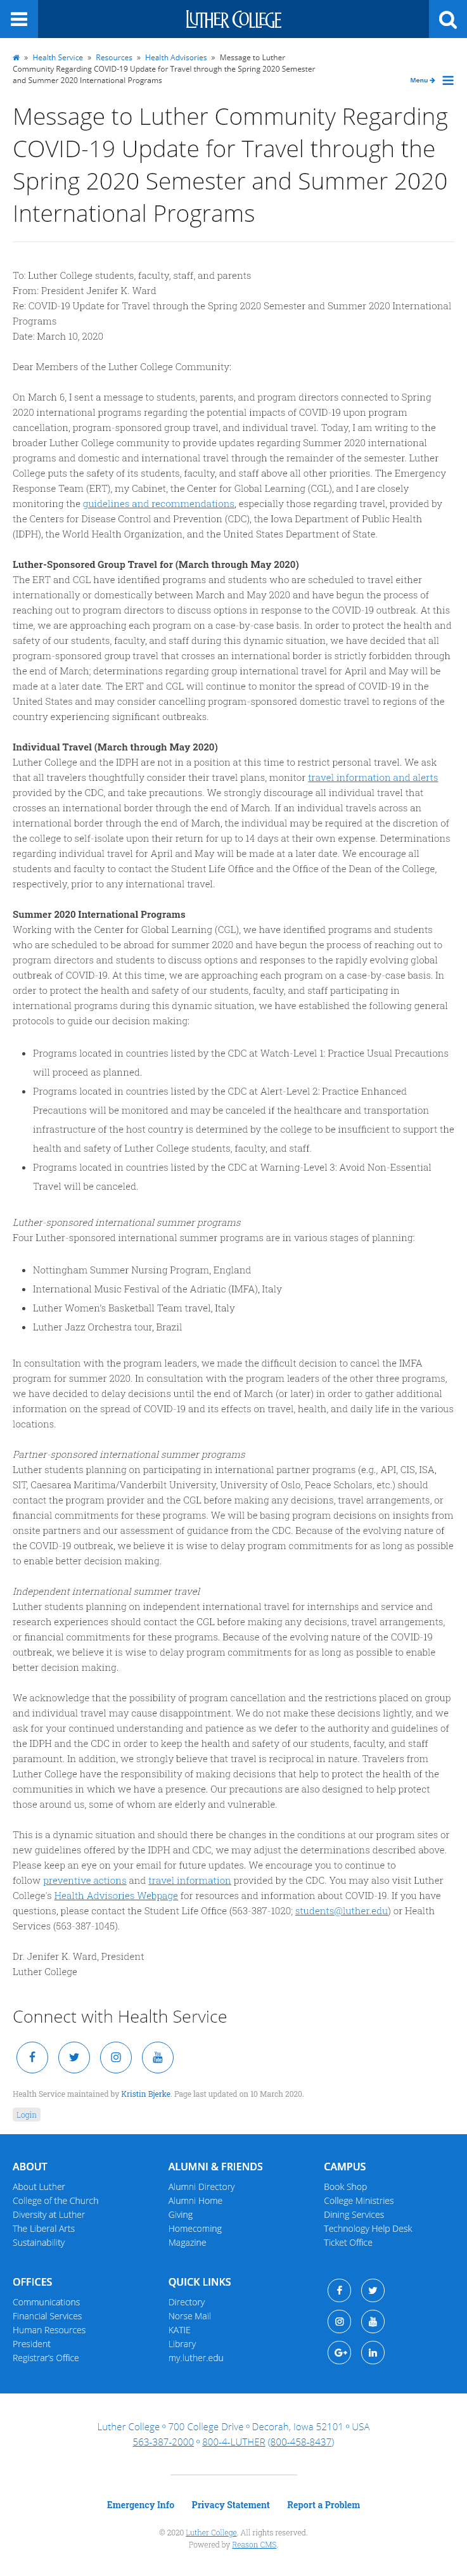 LUTHER COLLEGE
» Health Service » Resources » Health Advisories » Message to Luther
Community Regarding COVID-19 Update for Travel through the Spring 2020 Semester
and Summer 2020 International Programs
Menu
Message to Luther Community Regarding
COVID-19 Update for Travel through the
Spring 2020 Semester and Summer 2020
International Programs
To: Luther College students, faculty, staff, and parents
From: President Jenifer K. Ward
Re: COVID-19 Update for Travel through the Spring 2020 Semester and Summer 2020 International
Programs
Date: March 10, 2020
Dear Members of the Luther College Community:
On March 6, I sent a message to students, parents, and program directors connected to Spring
2020 international programs regarding the potential impacts of COVID-19 upon program
cancellation, program-sponsored group travel, and individual travel. Today, I am writing to the
broader Luther College community to provide updates regarding Summer 2020 international
programs and domestic and international travel through the remainder of the semester. Luther
College puts the safety of its students, faculty, and staff above all other priorities. The Emergency
Response Team (ERT), my Cabinet, the Center for Global Learning (CGL), and I are closely
monitoring the guidelines and recommendations, especially those regarding travel, provided by
the Centers for Disease Control and Prevention (CDC), the Iowa Department of Public Health
(IDPH), the World Health Organization, and the United States Department of State.
Luther-Sponsored Group Travel for (March through May 2020)
The ERT and CGL have identified programs and students who are scheduled to travel either
internationally or domestically between March and May 2020 and have begun the process of
reaching out to program directors to discuss options in response to the COVID-19 outbreak. At this
time, we are approaching each program on a case-by-case basis. In order to protect the health and
safety of our students, faculty, and staff during this dynamic situation, we have decided that all
program-sponsored group travel that crosses an international border is strictly forbidden through
the end of March; determinations regarding group international travel for April and May will be
made at a later date. The ERT and CGL will continue to monitor the spread of COVID-19 in the
United States and may consider cancelling program-sponsored domestic travel to regions of the
country experiencing significant outbreaks.
Individual Travel (March through May 2020)
Luther College and the IDPH are not in a position at this time to restrict personal travel. We ask
that all travelers thoughtfully consider their travel plans, monitor travel information and alerts
provided by the CDC, and take precautions. We strongly discourage all individual travel that
crosses an international border through the end of March. If an individual travels across an
international border through the end of March, the individual may be required at the discretion of
the college to self-isolate upon their return for up to 14 days at their own expense. Determinations
regarding individual travel for April and May will be made at a later date. We encourage all
students and faculty to contact the Student Life Office and the Office of the Dean of the College,
respectively, prior to any international travel.
Summer 2020 International Programs
Working with the Center for Global Learning (CGL), we have identified programs and students
who are scheduled to be abroad for summer 2020 and have begun the process of reaching out to
program directors and students to discuss options and responses to the rapidly evolving global
outbreak of COVID-19. At this time, we are approaching each program on a case-by-case basis. In
order to protect the health and safety of our students, faculty, and staff participating in
international programs during this dynamic situation, we have established the following general
protocols to guide our decision making:
• Programs located in countries listed by the CDC at Watch-Level 1: Practice Usual Precautions
will proceed as planned.
• Programs located in countries listed by the CDC at Alert-Level 2: Practice Enhanced
Precautions will be monitored and may be canceled if the healthcare and transportation
infrastructure of the host country is determined by the college to be insufficient to support the
health and safety of Luther College students, faculty, and staff.
• Programs located in countries listed by the CDC at Warning-Level 3: Avoid Non-Essential
Travel will be canceled.
Luther-sponsored international summer programs
Four Luther-sponsored international summer programs are in various stages of planning:
• Nottingham Summer Nursing Program, England
• International Music Festival of the Adriatic (IMFA), Italy
• Luther Women's Basketball Team travel, Italy
• Luther Jazz Orchestra tour, Brazil
In consultation with the program leaders, we made the difficult decision to cancel the IMFA
program for summer 2020. In consultation with the program leaders of the other three programs,
we have decided to delay decisions until the end of March (or later) in order to gather additional
information on the spread of COVID-19 and its effects on travel, health, and daily life in the various
locations.
Partner-sponsored international summer programs
Luther students planning on participating in international partner programs (e.g., API, CIS, ISA,
SIT, Caesarea Maritima/Vanderbilt University, University of Oslo, Peace Scholars, etc.) should
contact the program provider and the CGL before making any decisions, travel arrangements, or
financial commitments for these programs. We will be basing program decisions on insights from
onsite partners and our assessment of guidance from the CDC. Because of the evolving nature of
the COVID-19 outbreak, we believe it is wise to delay program commitments for as long as possible
to enable better decision making.
Independent international summer travel
Luther students planning on independent international travel for internships and service and
research experiences should contact the CGL before making any decisions, travel arrangements,
or financial commitments for these programs. Because of the evolving nature of the COVID-19
outbreak, we believe it is wise to delay program commitments for as long as possible to enable
better decision making.
We acknowledge that the possibility of program cancellation and the restrictions placed on group
and individual travel may cause disappointment. We do not make these decisions lightly, and we
ask for your continued understanding and patience as we defer to the authority and guidelines of
the IDPH and the CDC in order to keep the health and safety of our students, faculty, and staff
paramount. In addition, we strongly believe that travel is reciprocal in nature. Travelers from
Luther College have the responsibility of making decisions that help to protect the health of the
communities in which we have a presence. Our precautions are also designed to help protect
those around us, some of whom are elderly and vulnerable.
This is a dynamic situation and should there be changes in the conditions at our program sites or
new guidelines offered by the IDPH and CDC, we may adjust the determinations described above.
Please keep an eye on your email for future updates. We encourage you to continue to
follow preventive actions and travel information provided by the CDC. You may also visit Luther
College's Health Advisories Webpage for resources and information about COVID-19. If you have
questions, please contact the Student Life Office (563-387-1020; students@luther.edu) or Health
Services (563-387-1045).
Dr. Jenifer K. Ward, President
Luther College
Connect with Health Service
Health Service maintained by Kristin Bjerke. Page last updated on 10 March 2020.
Login
ABOUT
About Luther
College of the Church
Diversity at Luther
The Liberal Arts
Sustainability
ALUMNI & FRIENDS
Alumni Directory
Alumni Home
Giving
Homecoming
Magazine
CAMPUS
Book Shop
College Ministries
Dining Services
Technology Help Desk
Ticket Office
OFFICES
Communications
Financial Services
Human Resources
President
Registrar's Office
QUICK LINKS
Directory
Norse Mail
KATIE
Library
my.luther.edu
Luther College º 700 College Drive º Decorah, Iowa 52101 º USA
563-387-2000 º 800-4-LUTHER (800-458-8437)
Emergency Info Privacy Statement Report a Problem
© 2020 Luther College. All rights reserved.
Powered by Reason CMS.